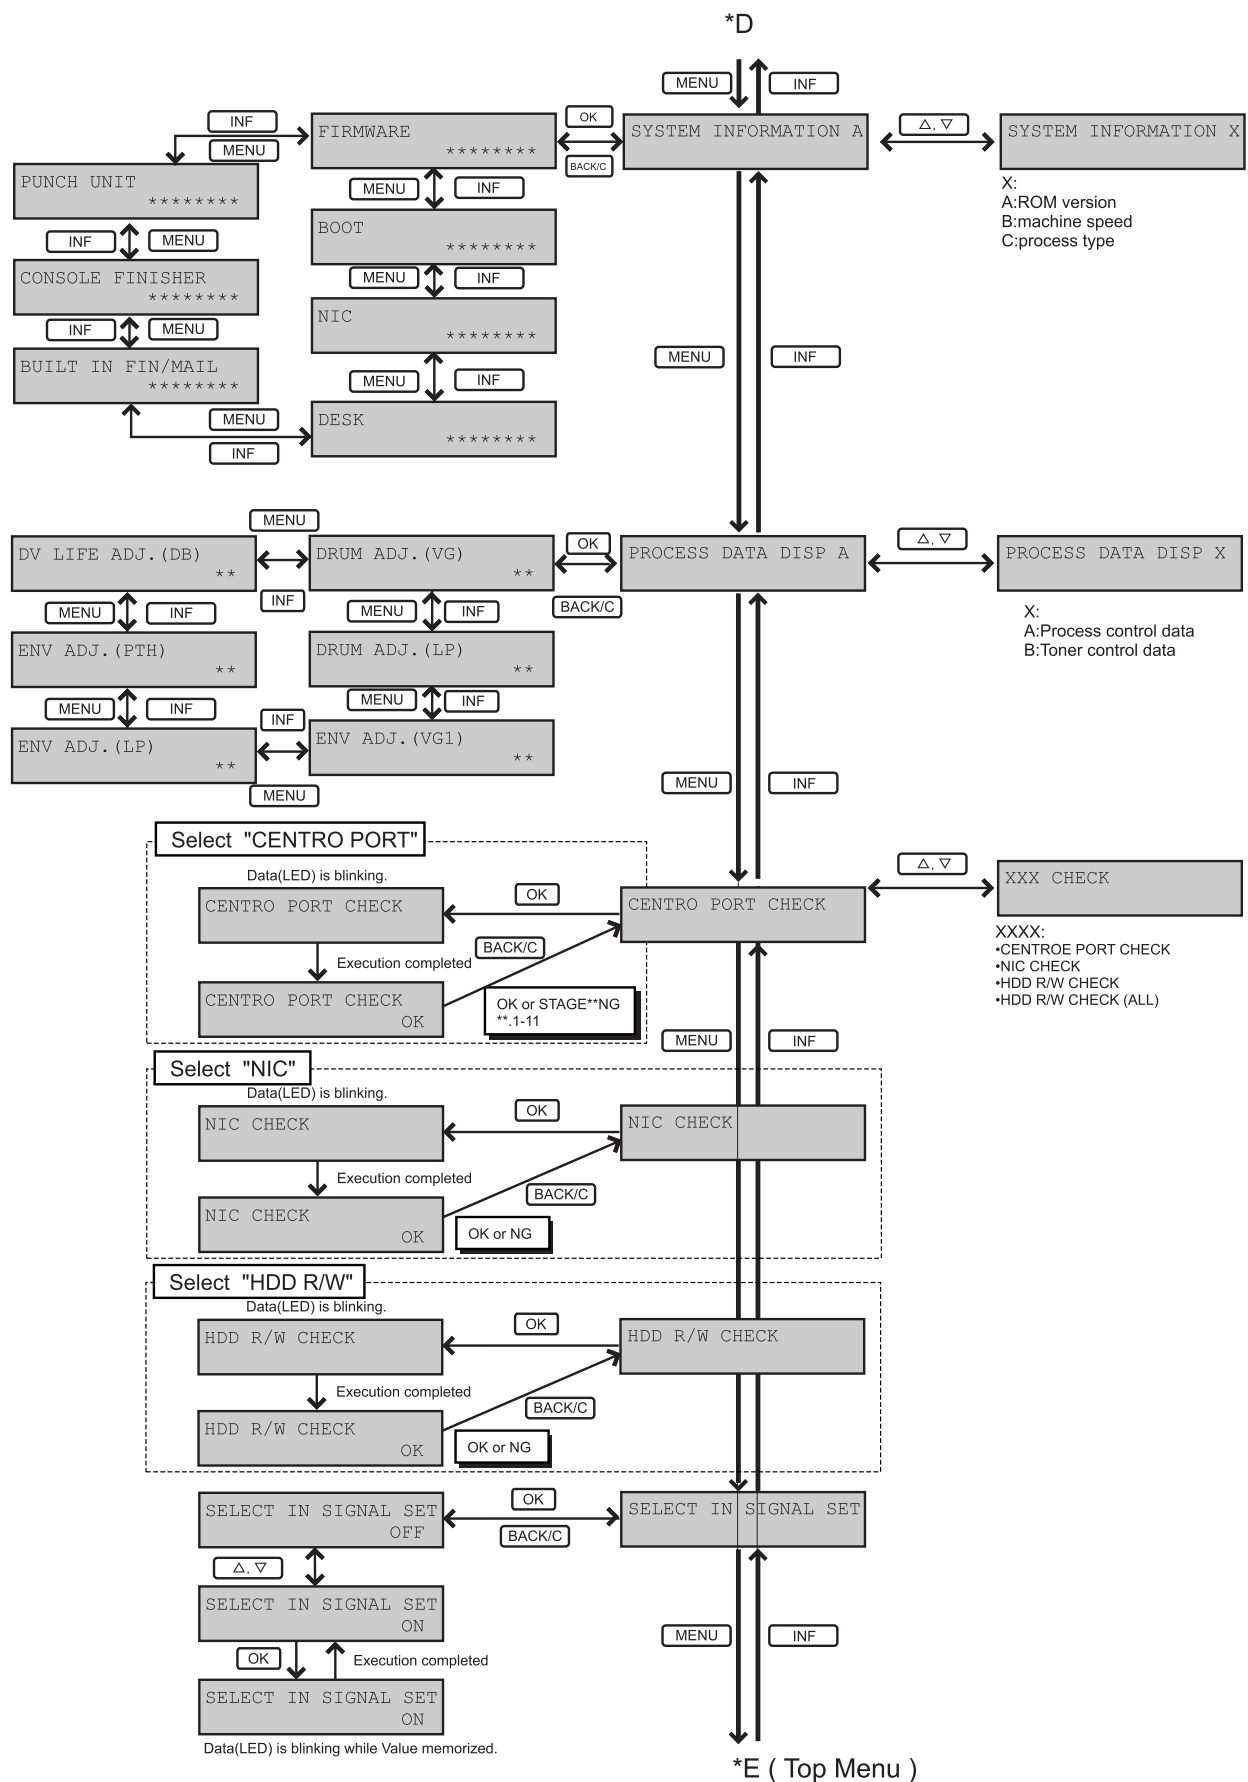 *D
MENU
INF
INF
MENU
FIRMWARE
********
OK
BACK/C
SYSTEM INFORMATION A
△, ▽
SYSTEM INFORMATION X
X:
A:ROM version
B:machine speed
C:process type
PUNCH UNIT
********
MENU
INF
INF
MENU
BOOT
********
CONSOLE FINISHER
********
MENU
INF
INF
MENU
NIC
********
BUILT IN FIN/MAIL
********
MENU
INF
MENU
INF
MENU
INF
DESK
********
MENU
DV LIFE ADJ.(DB)
**
INF
DRUM ADJ.(VG)
**
OK
BACK/C
PROCESS DATA DISP A
△, ▽
PROCESS DATA DISP X
X:
A:Process control data
B:Toner control data
MENU
INF
MENU
INF
ENV ADJ.(PTH)
**
DRUM ADJ.(LP)
**
MENU
INF
MENU
INF
INF
ENV ADJ.(LP)
**
ENV ADJ.(VG1)
**
MENU
MENU
INF
Select "CENTRO PORT"
Data(LED) is blinking.
CENTRO PORT CHECK
OK
CENTRO PORT CHECK
△, ▽
XXX CHECK
XXXX:
•CENTROE PORT CHECK
•NIC CHECK
•HDD R/W CHECK
•HDD R/W CHECK (ALL)
BACK/C
Execution completed
CENTRO PORT CHECK
OK
OK or STAGE**NG
**.1-11
MENU
INF
Select "NIC"
Data(LED) is blinking.
NIC CHECK
OK
NIC CHECK
Execution completed
BACK/C
NIC CHECK
OK
OK or NG
Select "HDD R/W"
Data(LED) is blinking.
HDD R/W CHECK
OK
HDD R/W CHECK
Execution completed
BACK/C
HDD R/W CHECK
OK
OK or NG
SELECT IN SIGNAL SET
OFF
OK
BACK/C
SELECT IN SIGNAL SET
△, ▽
SELECT IN SIGNAL SET
ON
MENU
INF
OK
Execution completed
SELECT IN SIGNAL SET
ON
Data(LED) is blinking while Value memorized.
*E ( Top Menu )